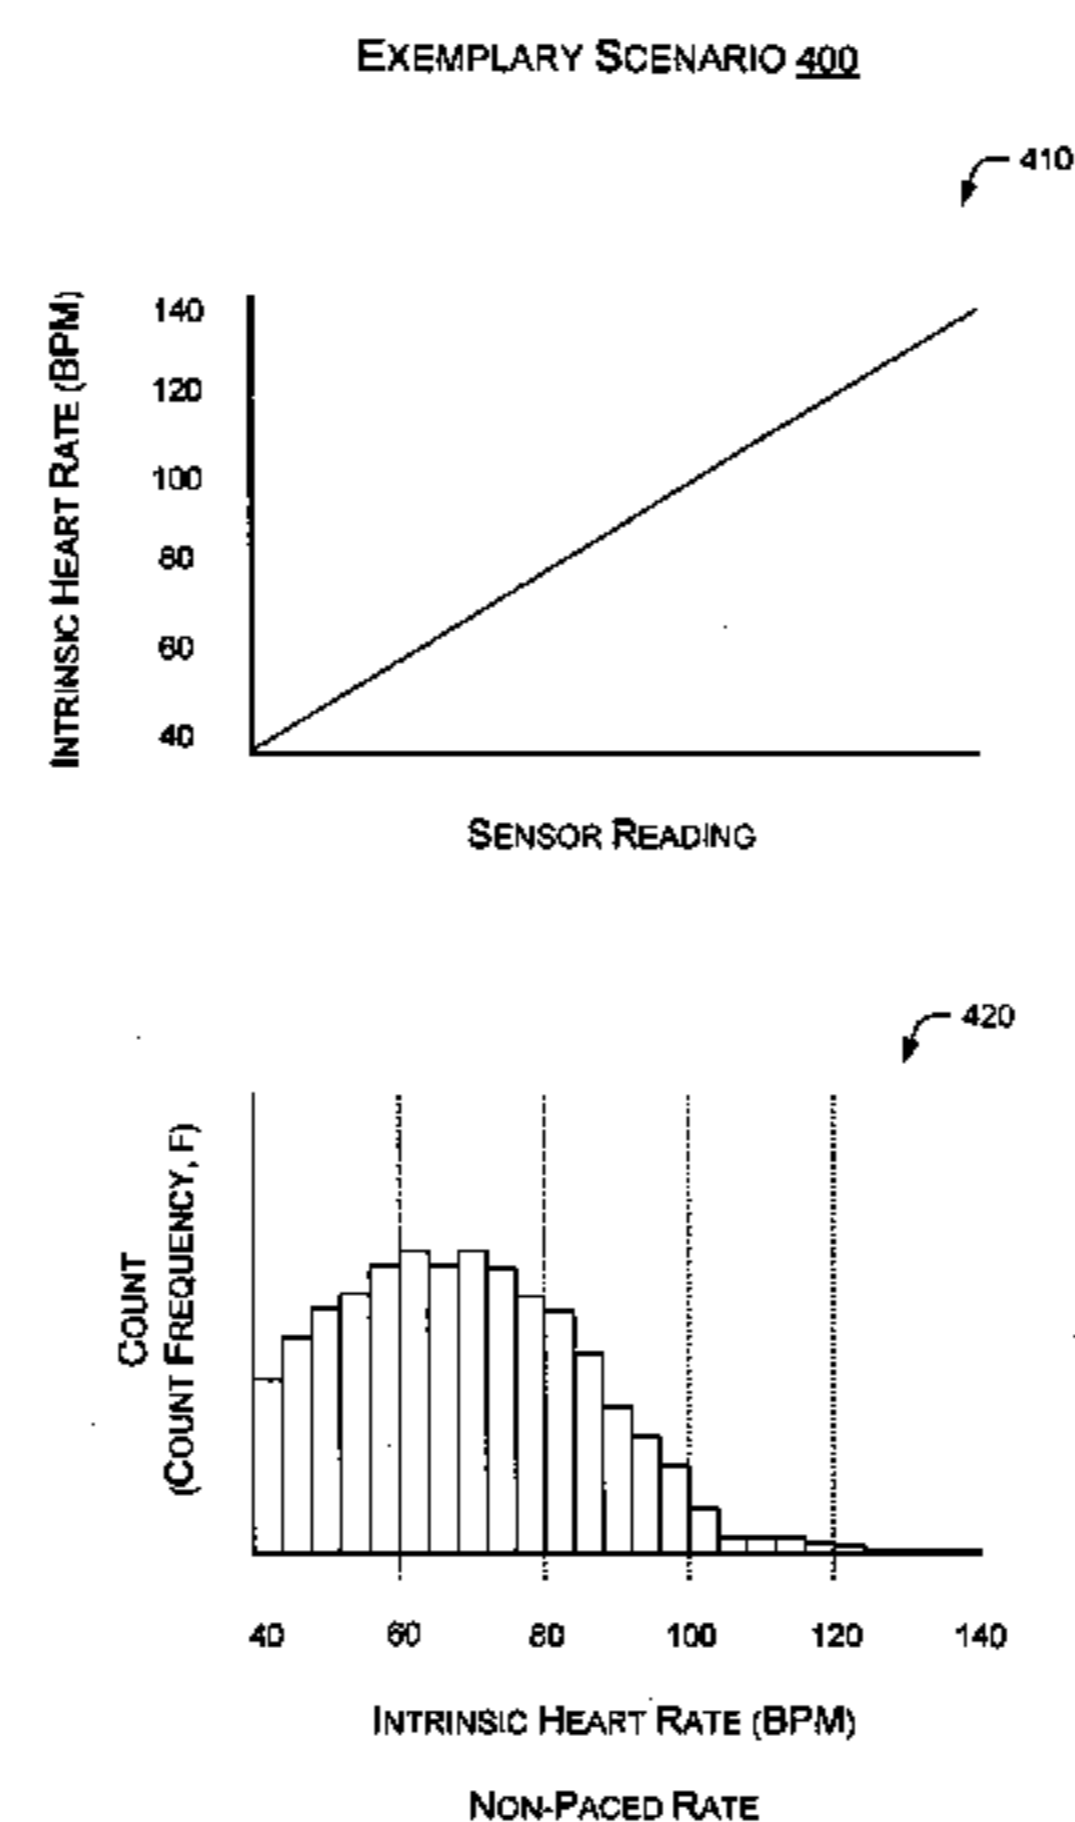 EXEMPLARY SCENARIO 400
410
INTRINSIC HEART RATE (BPM)
140
120
100
80
60
40
SENSOR READING
420
COUNT
(COUNT FREQUENCY, F)
40 60 80 100 120 140
INTRINSIC HEART RATE (BPM)
NON-PACED RATE